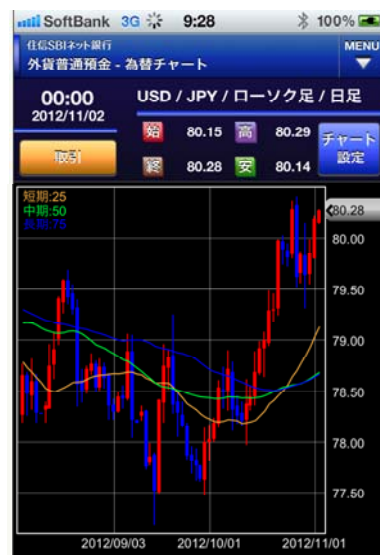 SoftBank 3G 9:28 100%
住信SBIネット銀行
外貨普通預金 - 為替チャート
MENU
00:00
2012/11/02
USD / JPY / ローソク足 / 日足
始 80.15 高 80.29
終 80.28 安 80.14
取引
チャート
設定
短期:25
中期:50
長期:75
80.28
80.00
79.50
79.00
78.50
78.00
77.50
2012/09/03 2012/10/01 2012/11/01